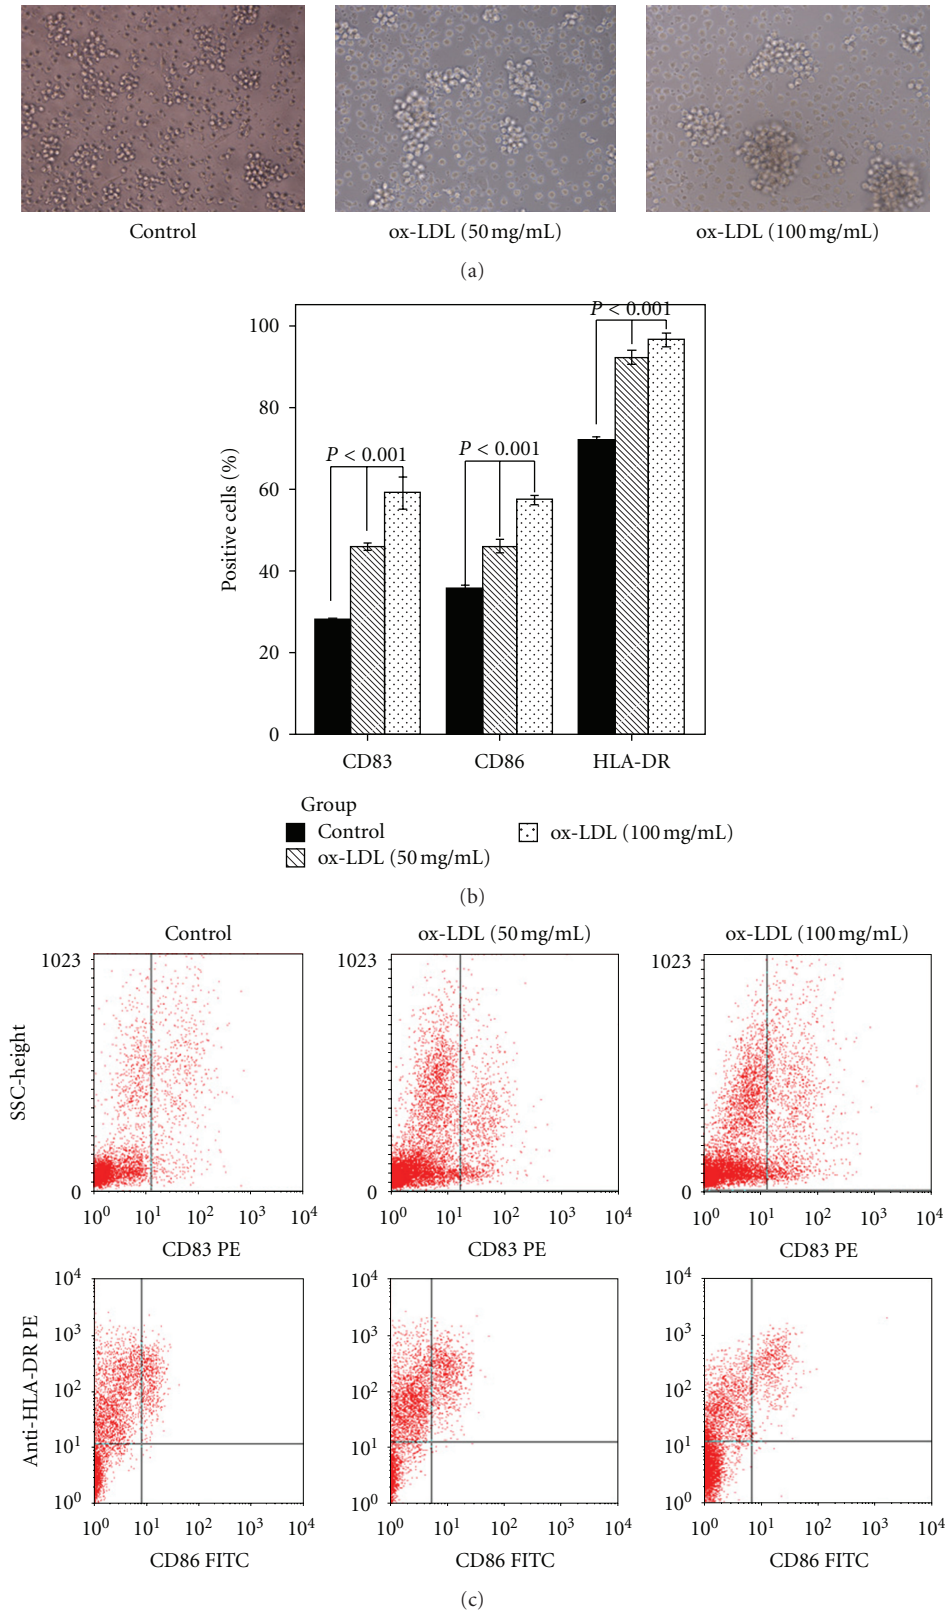 Control
ox-LDL (50 mg/mL)
ox-LDL (100 mg/mL)
(a)
P < 0.001
100
80
P < 0.001
P < 0.001
60
40
20
0
Positive cells (%)
CD83
CD86
HLA-DR
Group
Control
ox-LDL (100 mg/mL)
ox-LDL (50 mg/mL)
(b)
Control
ox-LDL (50 mg/mL)
ox-LDL (100 mg/mL)
SSC-height
1023
0
10⁰ 10¹ 10² 10³ 10⁴
CD83 PE
1023
0
10⁰ 10¹ 10² 10³ 10⁴
CD83 PE
1023
0
10⁰ 10¹ 10² 10³ 10⁴
CD83 PE
Anti-HLA-DR PE
10⁴
10³
10²
10¹
10⁰
10⁰ 10¹ 10² 10³ 10⁴
CD86 FITC
10⁴
10³
10²
10¹
10⁰
10⁰ 10¹ 10² 10³ 10⁴
CD86 FITC
10⁴
10³
10²
10¹
10⁰
10⁰ 10¹ 10² 10³ 10⁴
CD86 FITC
(c)